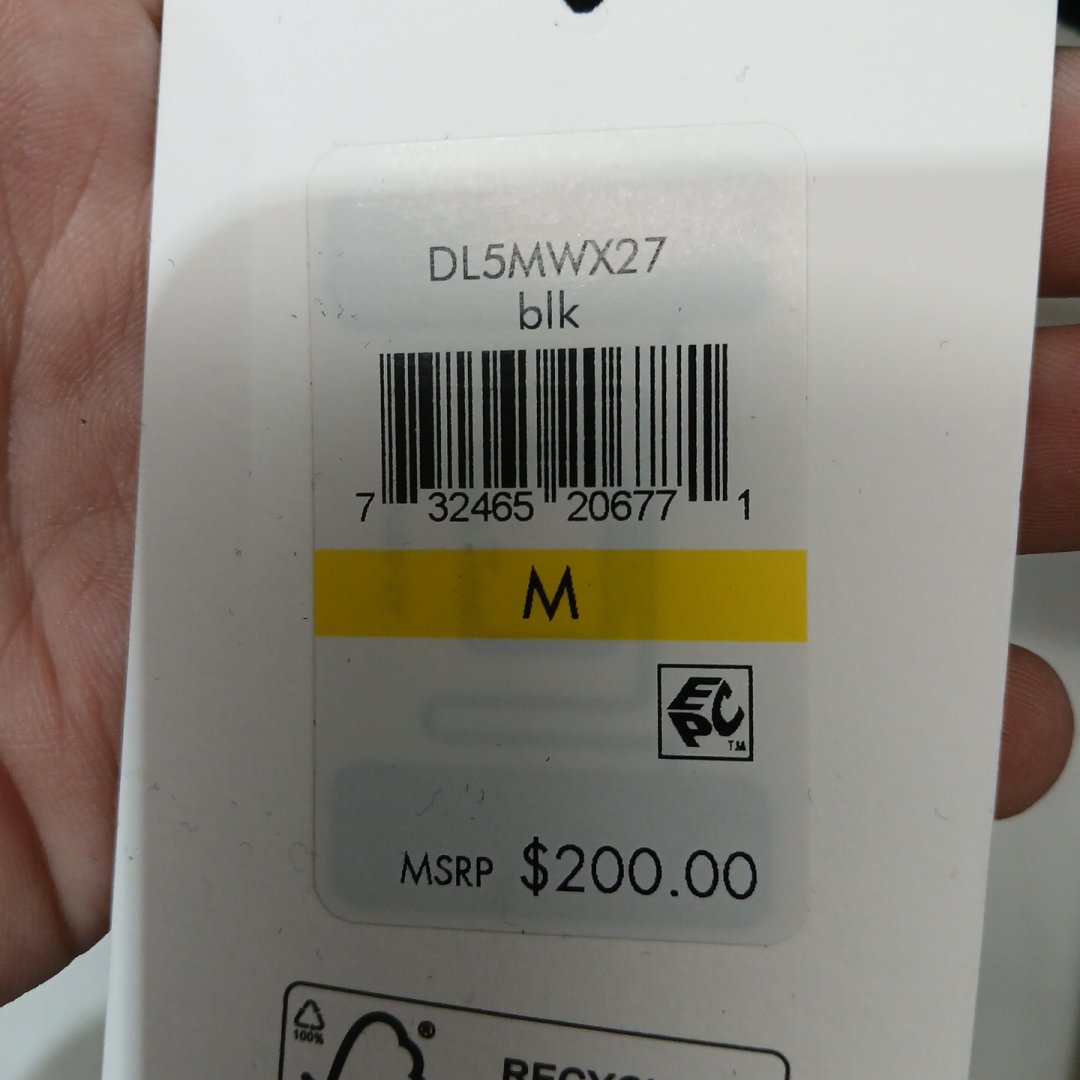 DL5MWX27
blk
7 32465 20677 1
M
EPC
TM
MSRP $200.00
100%
®